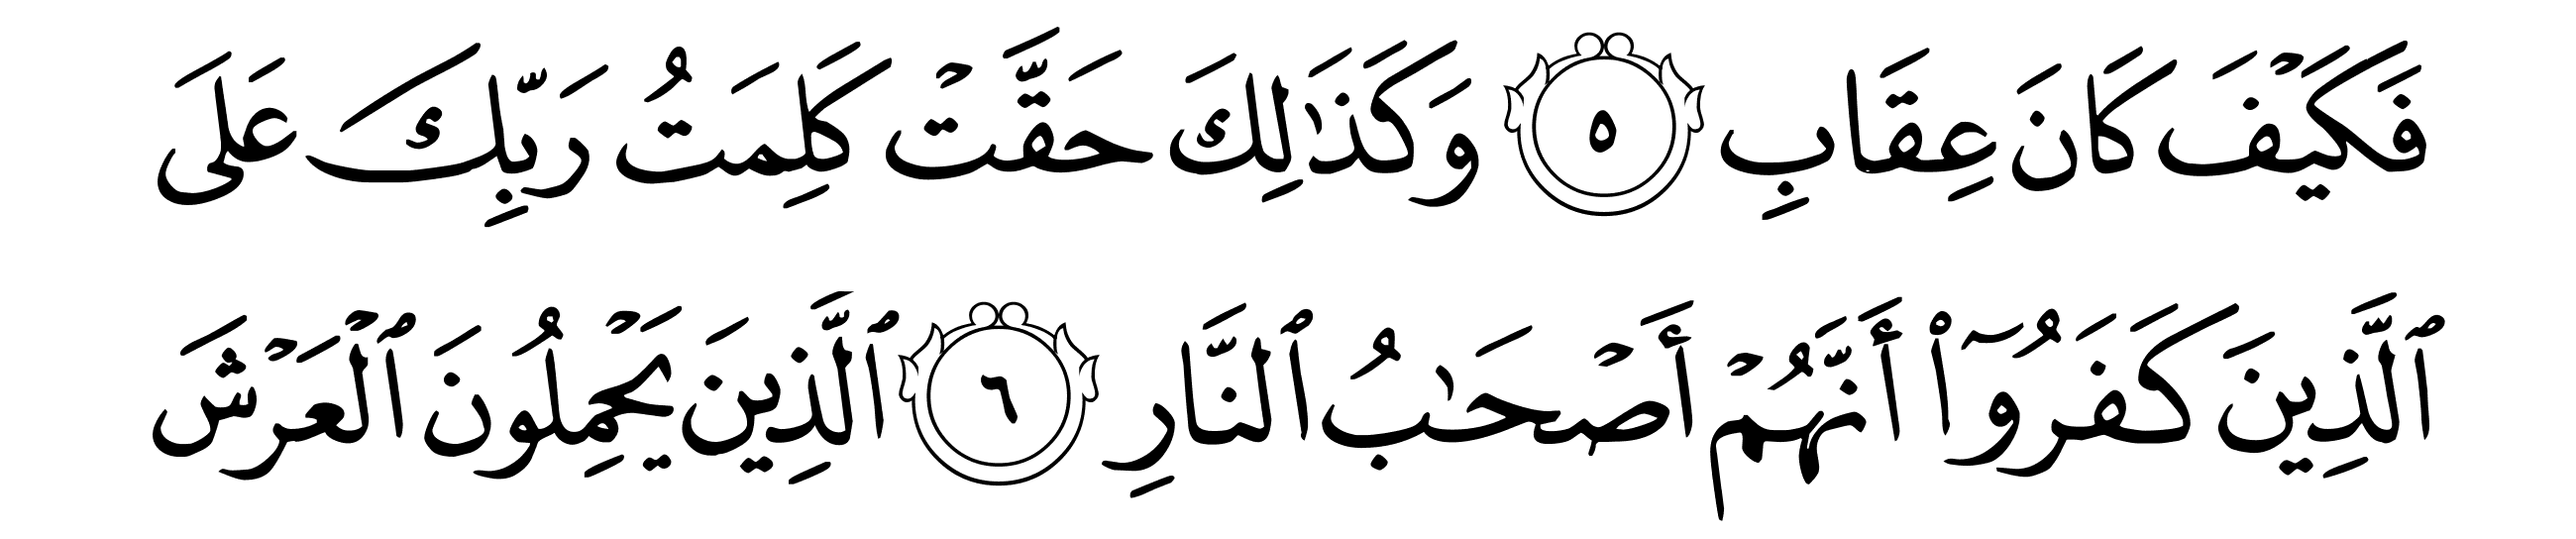 فَكَيْفَ كَانَ عِقَابِ ٥ وَكَذَٰلِكَ حَقَّتْ كَلِمَتُ رَبِّكَ عَلَى
ٱلَّذِينَ كَفَرُوٓا۟ أَنَّهُمْ أَصْحَـٰبُ ٱلنَّارِ ٦ ٱلَّذِينَ يَحْمِلُونَ ٱلْعَرْشَ